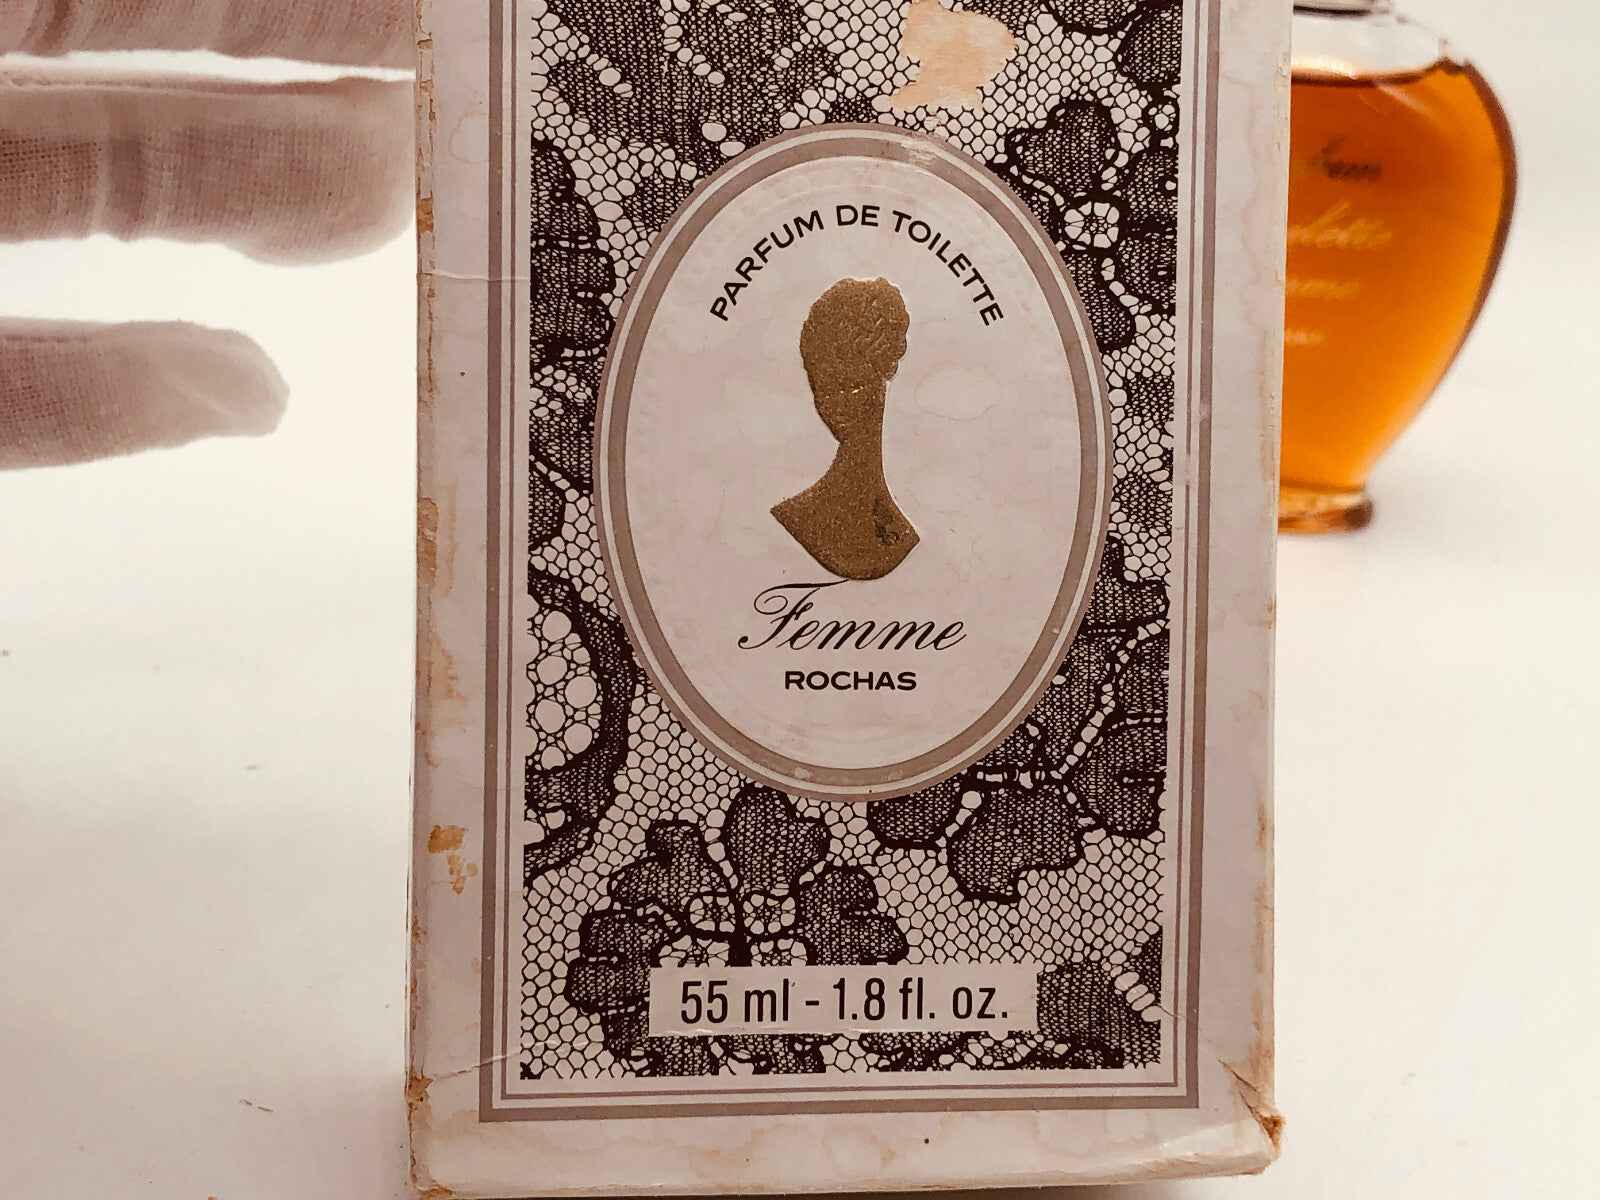 PARFUM DE TOILETTE
Femme
ROCHAS
55 ml - 1.8 fl. oz.